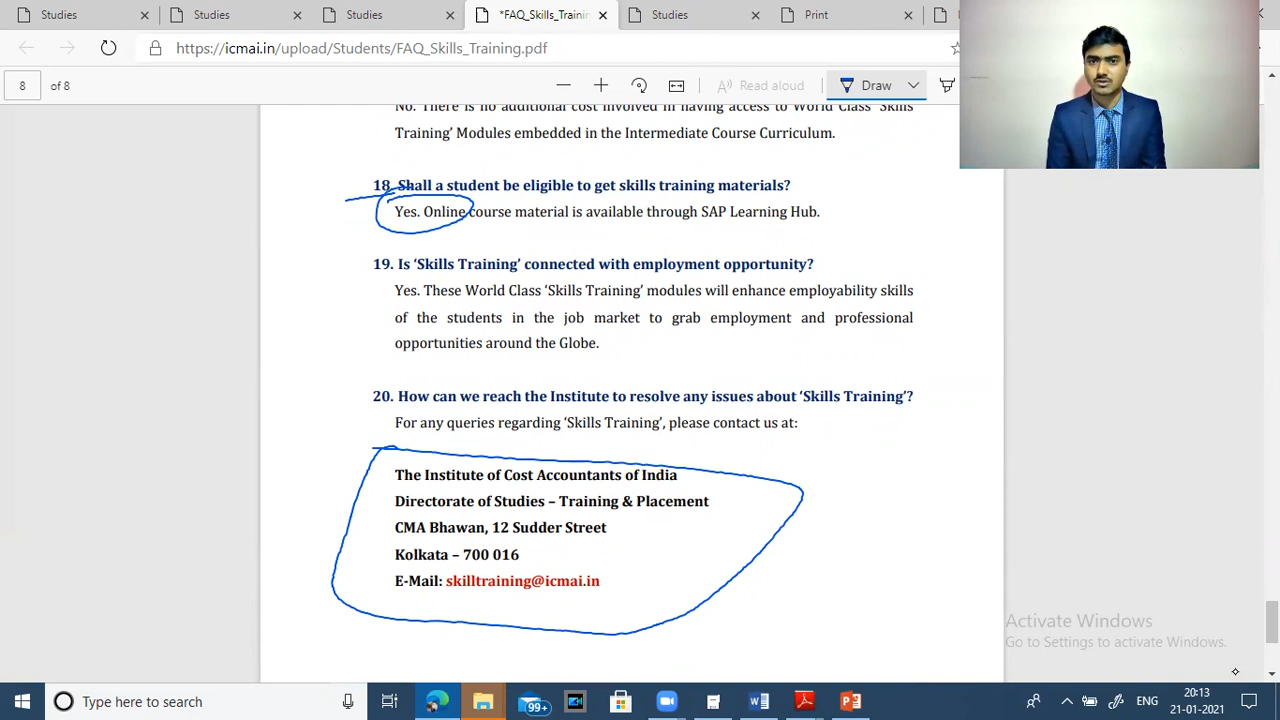 Studies
Studies
Studies
*FAQ_Skills_Trainin
Studies
Print
https://icmai.in/upload/Students/FAQ_Skills_Training.pdf
8 of 8
Read aloud
Draw
No. There is no additional cost involved in having access to World Class 'Skills
Training' Modules embedded in the Intermediate Course Curriculum.
18. Shall a student be eligible to get skills training materials?
Yes. Online course material is available through SAP Learning Hub.
19. Is 'Skills Training' connected with employment opportunity?
Yes. These World Class 'Skills Training' modules will enhance employability skills
of the students in the job market to grab employment and professional
opportunities around the Globe.
20. How can we reach the Institute to resolve any issues about 'Skills Training'?
For any queries regarding 'Skills Training', please contact us at:
The Institute of Cost Accountants of India
Directorate of Studies – Training & Placement
CMA Bhawan, 12 Sudder Street
Kolkata – 700 016
E-Mail: skilltraining@icmai.in
Activate Windows
Go to Settings to activate Windows.
Type here to search
99+
ENG
20:13
21-01-2021